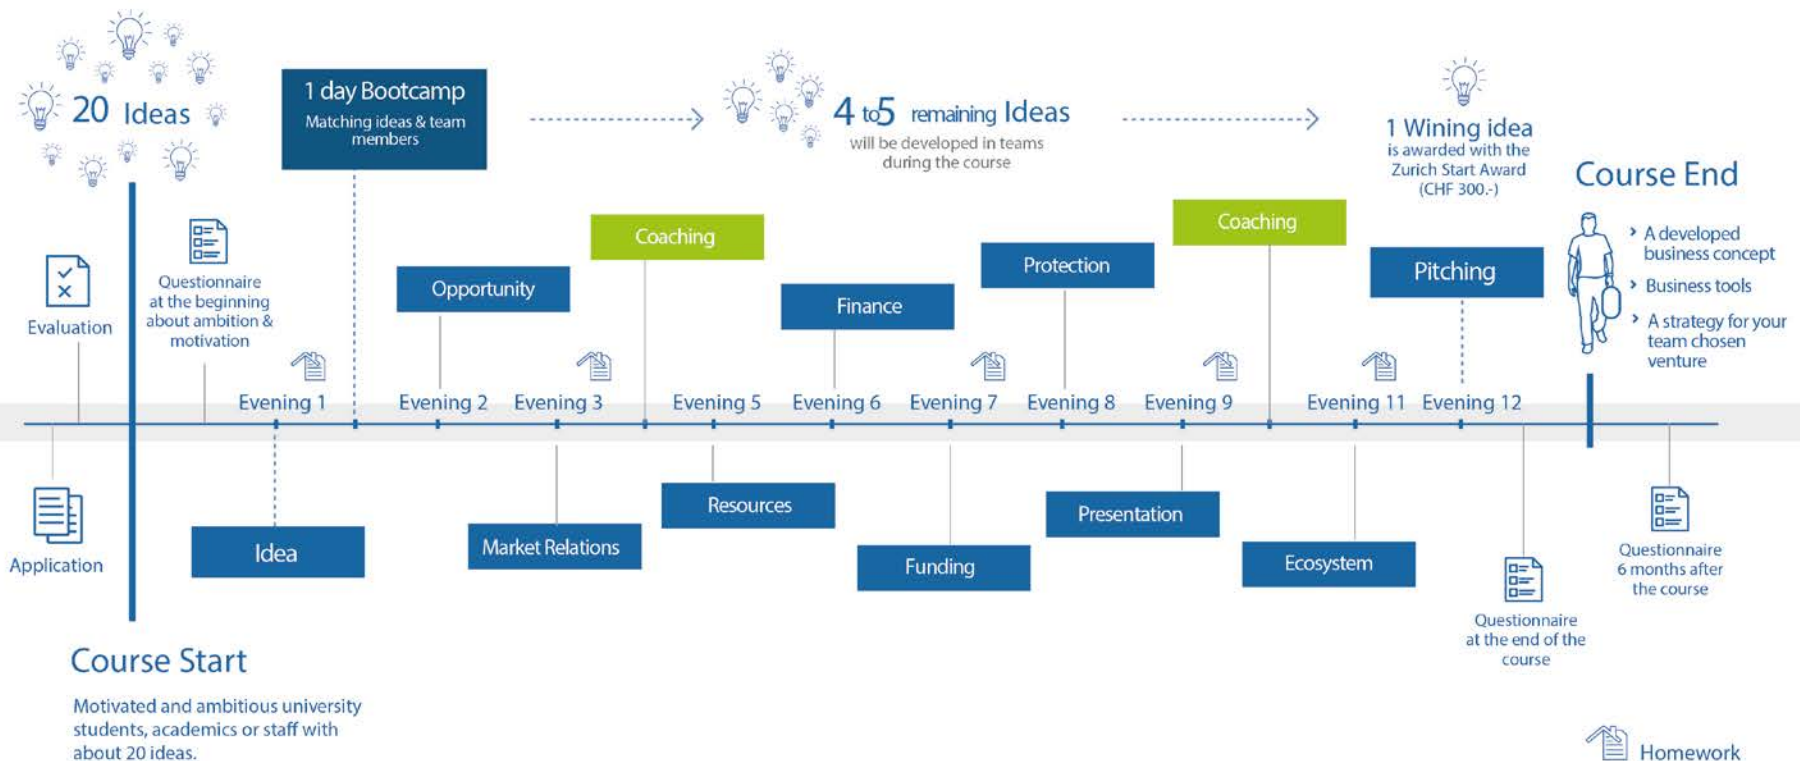 20 Ideas
1 day Bootcamp
Matching ideas & team
members
4 to5 remaining Ideas
will be developed in teams
during the course
1 Wining idea
is awarded with the
Zurich Start Award
(CHF 300.-)
Course End
A developed
business concept
Business tools
A strategy for your
team chosen
venture
Evaluation
Questionnaire
at the beginning
about ambition &
motivation
Opportunity
Coaching
Finance
Protection
Coaching
Pitching
Evening 1
Evening 2
Evening 3
Evening 5
Evening 6
Evening 7
Evening 8
Evening 9
Evening 11
Evening 12
Application
Idea
Market Relations
Resources
Funding
Presentation
Ecosystem
Questionnaire
at the end of the
course
Questionnaire
6 months after
the course
Course Start
Motivated and ambitious university
students, academics or staff with
about 20 ideas.
Homework